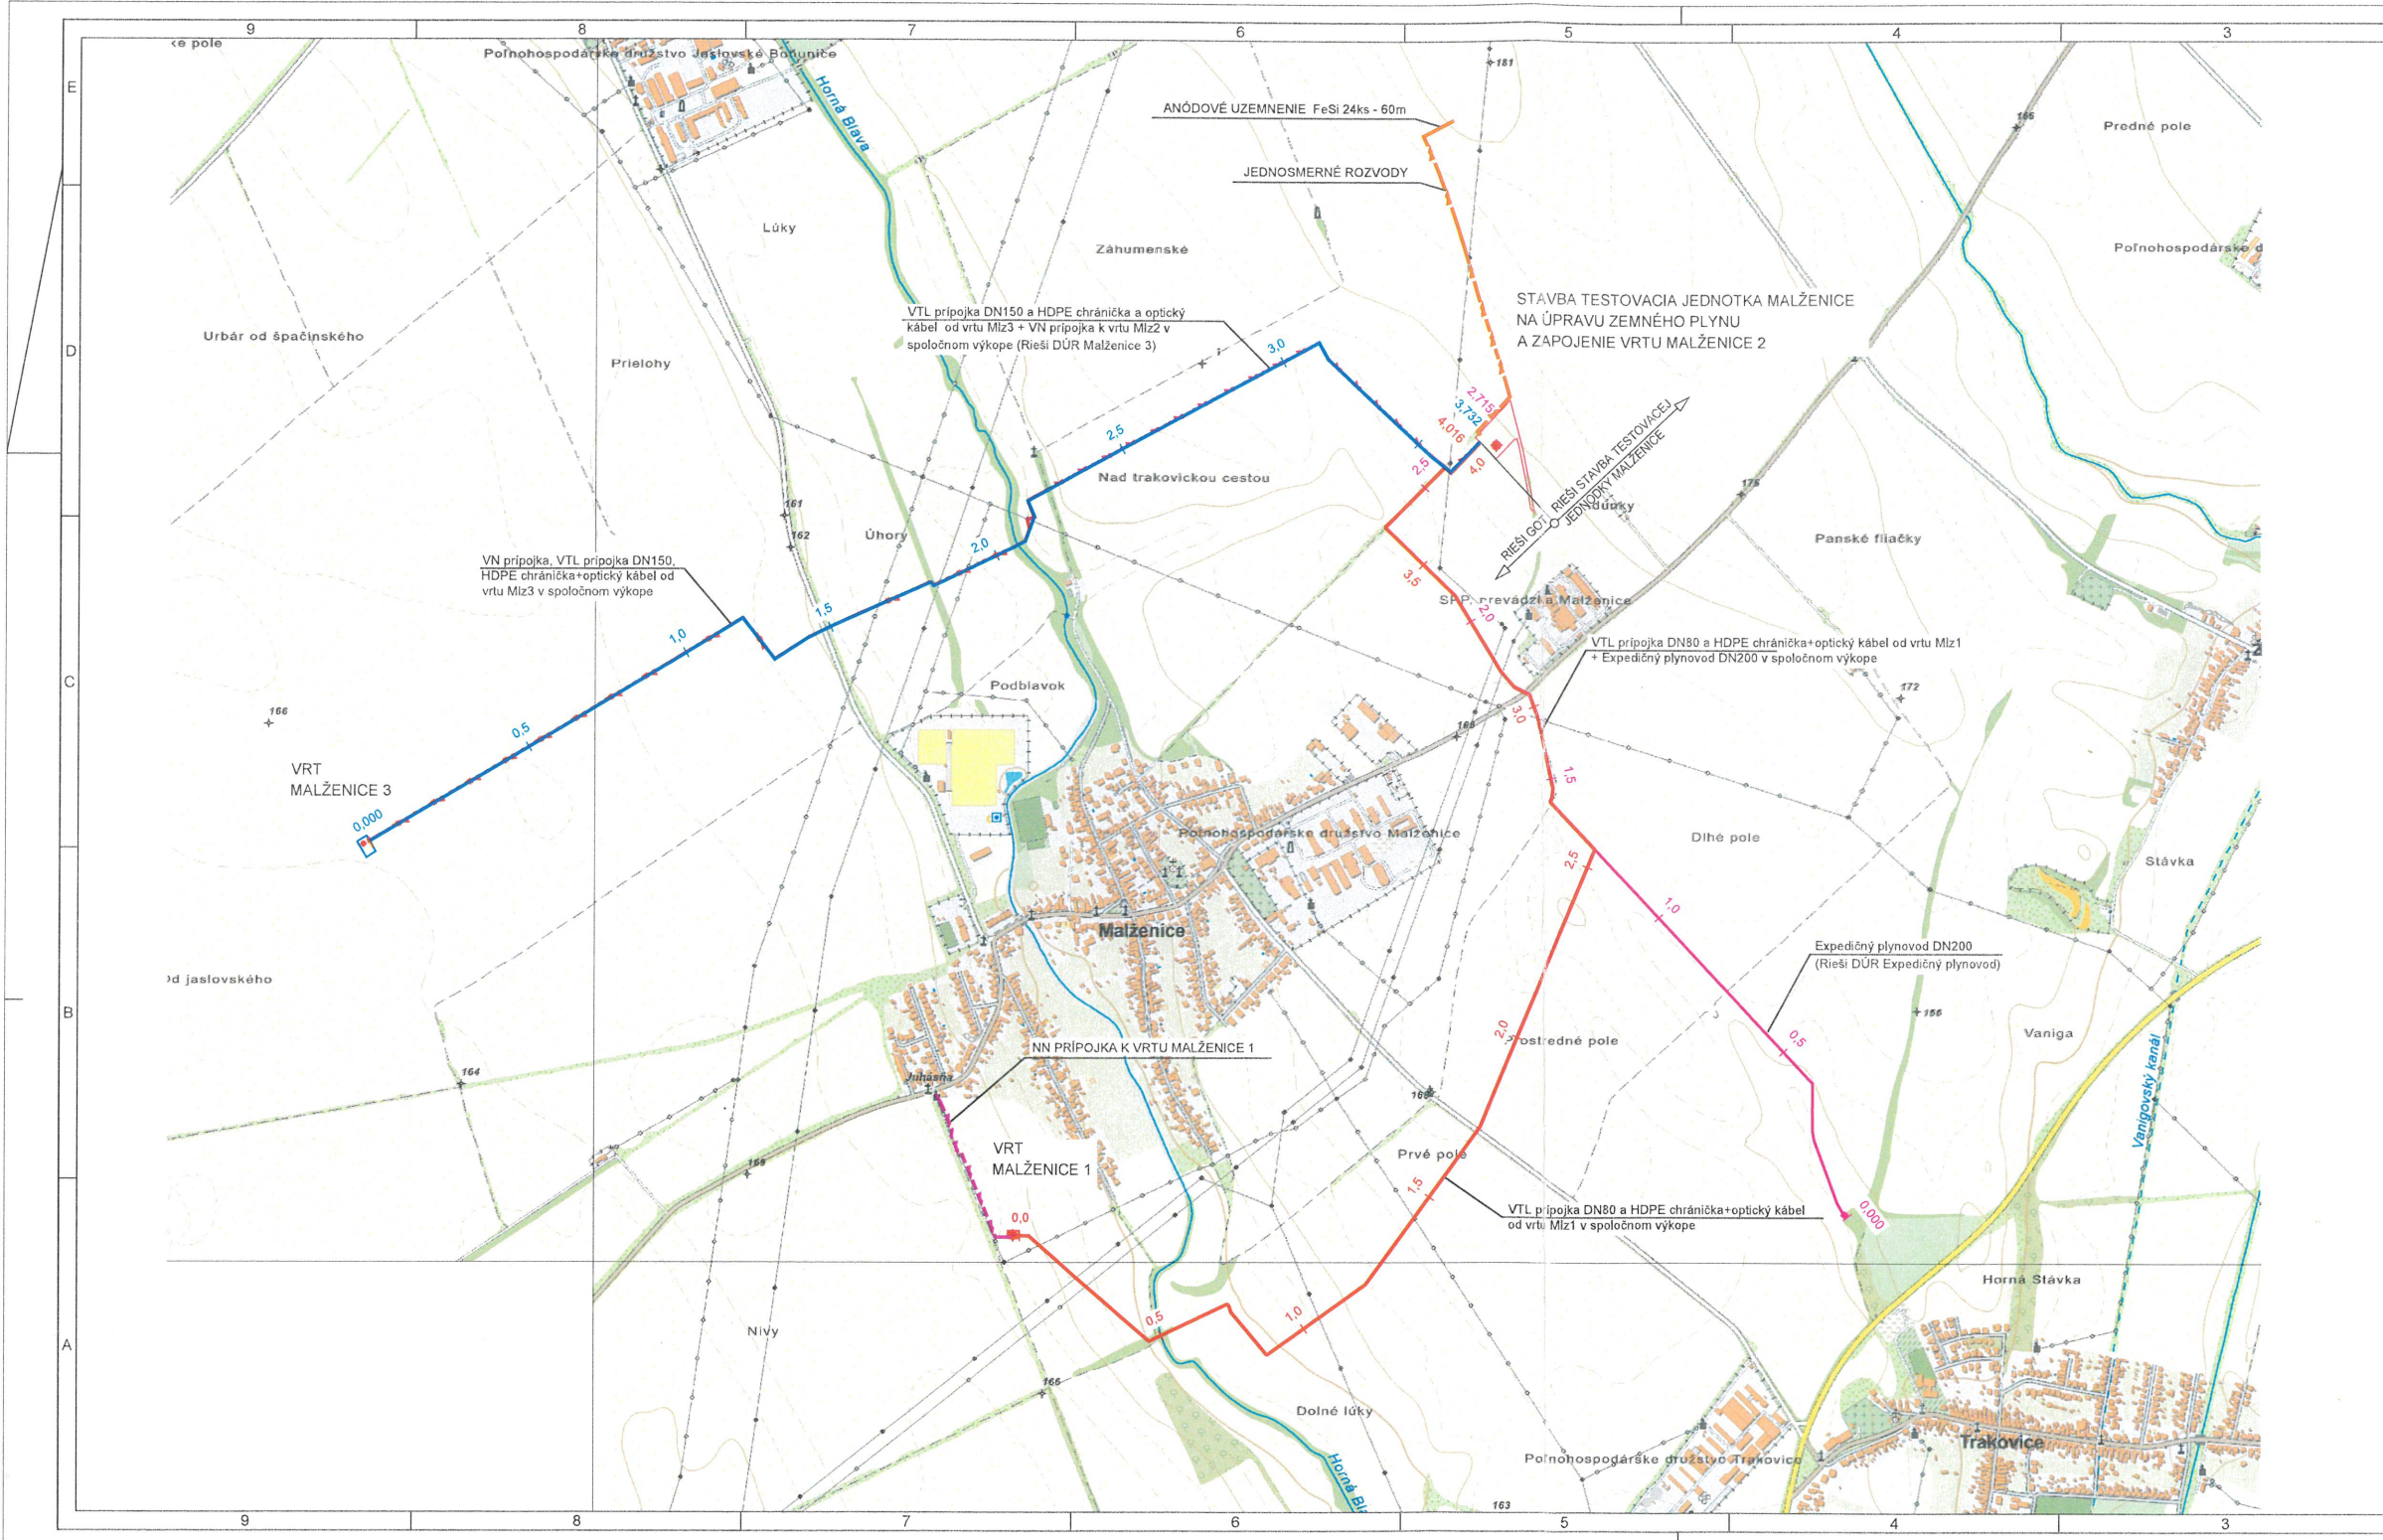 9
8
7
6
5
4
3
E
D
C
B
A
Poľnohospodárske družstvo Jaslovské Bohunice
Horná Blava
181
ANÓDOVÉ UZEMNENIE FeSi 24ks - 60m
JEDNOSMERNÉ ROZVODY
Predné pole
Lúky
Záhumenské
Urbár od špačinského
Prielohy
VTL prípojka DN150 a HDPE chránička a optický
kábel od vrtu Mlz3 + VN prípojka k vrtu Mlz2 v
spoločnom výkope (Rieši DÚR Malženice 3)
STAVBA TESTOVACIA JEDNOTKA MALŽENICE
NA ÚPRAVU ZEMNÉHO PLYNU
A ZAPOJENIE VRTU MALŽENICE 2
3,0
2,5
2,715
3,732
4,016
4,0
2,5
RIEŠI GOT
RIEŠI STAVBA TESTOVACEJ
JEDNODKY MALŽENICE
Nad trakovickou cestou
175
161
162
Úhory
2,0
Panské fliačky
VN prípojka, VTL prípojka DN150,
HDPE chránička+optický kábel od
vrtu Mlz3 v spoločnom výkope
3,5
2,0
1,5
1,0
VTL prípojka DN80 a HDPE chránička+optický kábel od vrtu Mlz1
+ Expedičný plynovod DN200 v spoločnom výkope
Podblavok
172
3,0
166
0,5
VRT
MALŽENICE 3
0,000
1,5
Poľnohospodárske družstvo Malženice
Dlhé pole
Stávka
2,5
1,0
Malženice
Expedičný plynovod DN200
(Rieši DÚR Expedičný plynovod)
od jaslovského
156
Vaniga
2,0
0,5
NN PRÍPOJKA K VRTU MALŽENICE 1
Vanigovský kanál
164
Juhásňa
VRT
MALŽENICE 1
Prvé pole
1,5
VTL prípojka DN80 a HDPE chránička+optický kábel
od vrtu Mlz1 v spoločnom výkope
0,000
0,0
Horná Stávka
0,5
1,0
Nivy
166
Dolné lúky
Poľnohospodárske družstvo Trakovice
Trakovice
163
9
8
7
6
5
4
3